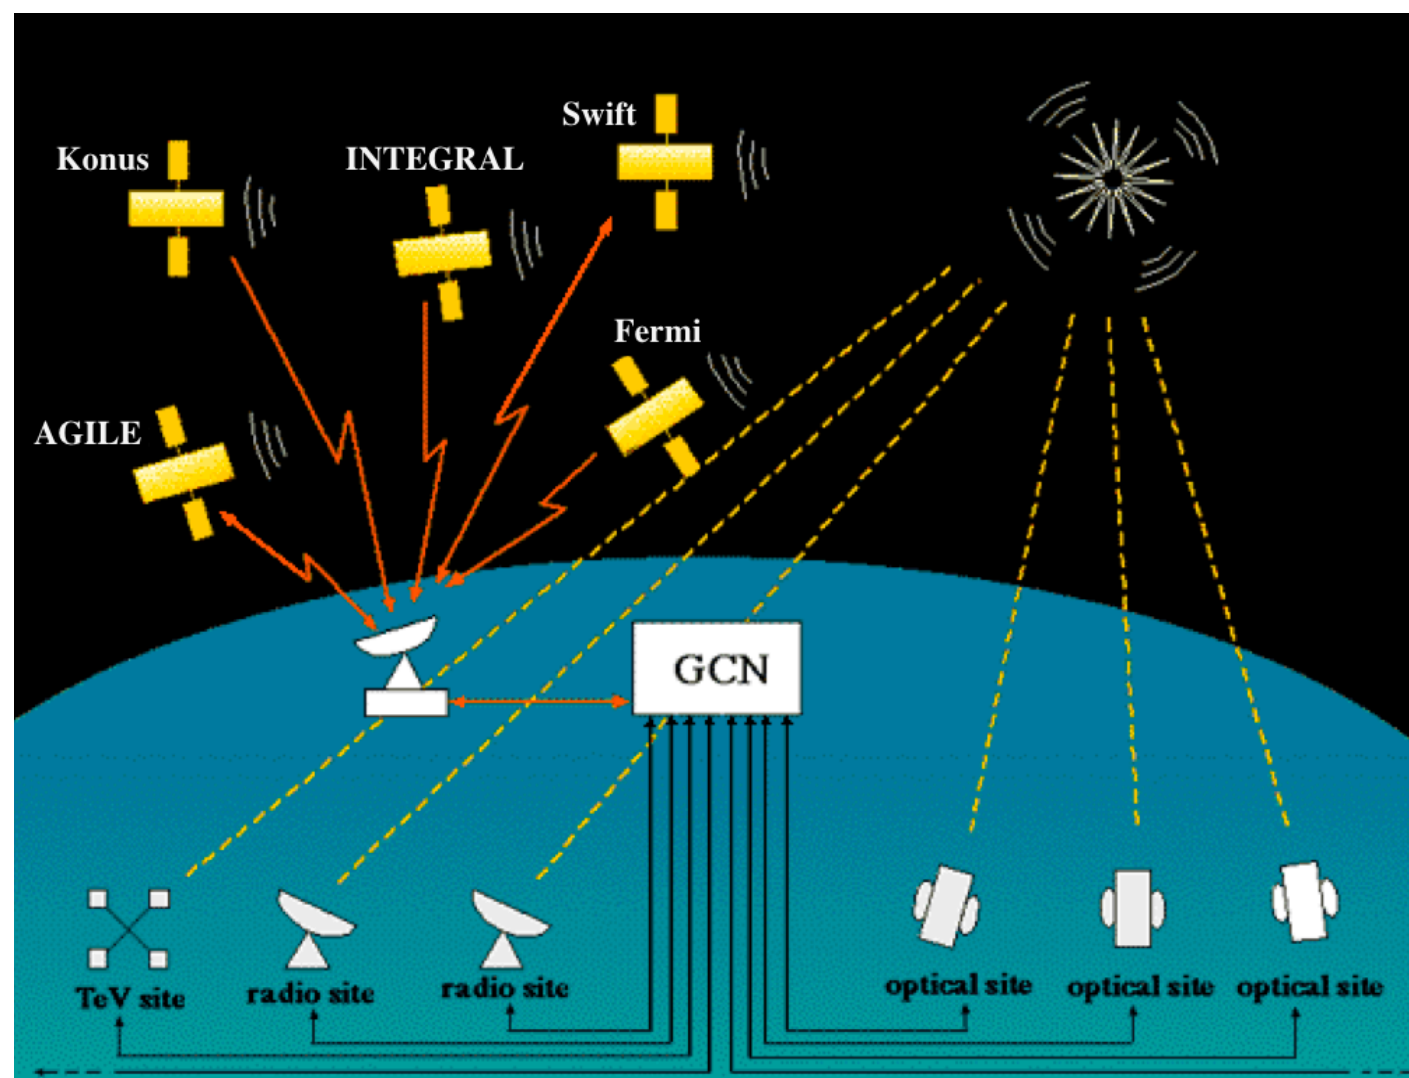 Swift
Konus
INTEGRAL
Fermi
AGILE
GCN
TeV site
radio site
radio site
optical site
optical site
optical site